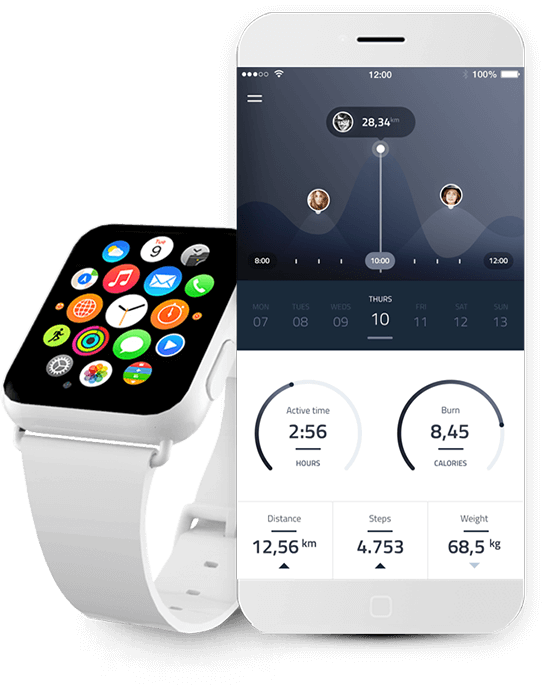 12:00
100%
28,34 km
8:00
10:00
12:00
MON TUES WEDS THURS FRI SAT SUN
07 08 09 10 11 12 13
Active time
2:56
HOURS
Burn
8,45
CALORIES
Distance
12,56 km
Steps
4.753
Weight
68,5 kg
Tue
9